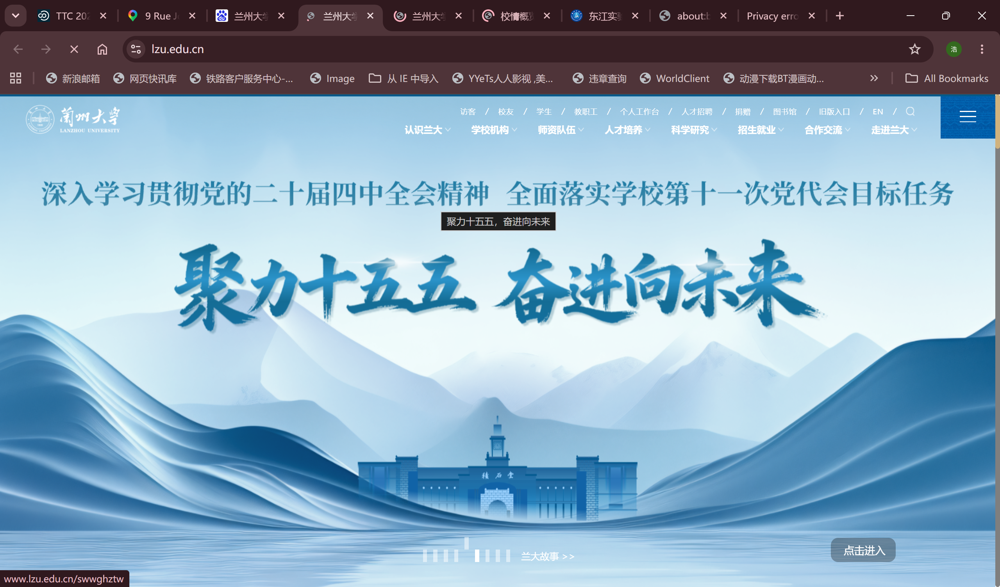 TTC 202
9 Rue J
兰州大学
兰州大学
兰州大学
校情概览
东江实验
about:b
Privacy erro
lzu.edu.cn
浩
新浪邮箱
网页快讯库
铁路客户服务中心-...
Image
从 IE 中导入
YYeTs人人影视 ,美...
违章查询
WorldClient
动漫下载BT漫画动...
All Bookmarks
兰州大学
LANZHOU UNIVERSITY
访客 / 校友 / 学生 / 教职工 / 个人工作台 / 人才招聘 / 捐赠 / 图书馆 / 旧版入口 / EN /
认识兰大 学校机构 师资队伍 人才培养 科学研究 招生就业 合作交流 走进兰大
深入学习贯彻党的二十届四中全会精神 全面落实学校第十一次党代会目标任务
聚力十五五，奋进向未来
聚力十五五 奋进向未来
積石堂
兰大故事 >>
点击进入
www.lzu.edu.cn/swwghztw